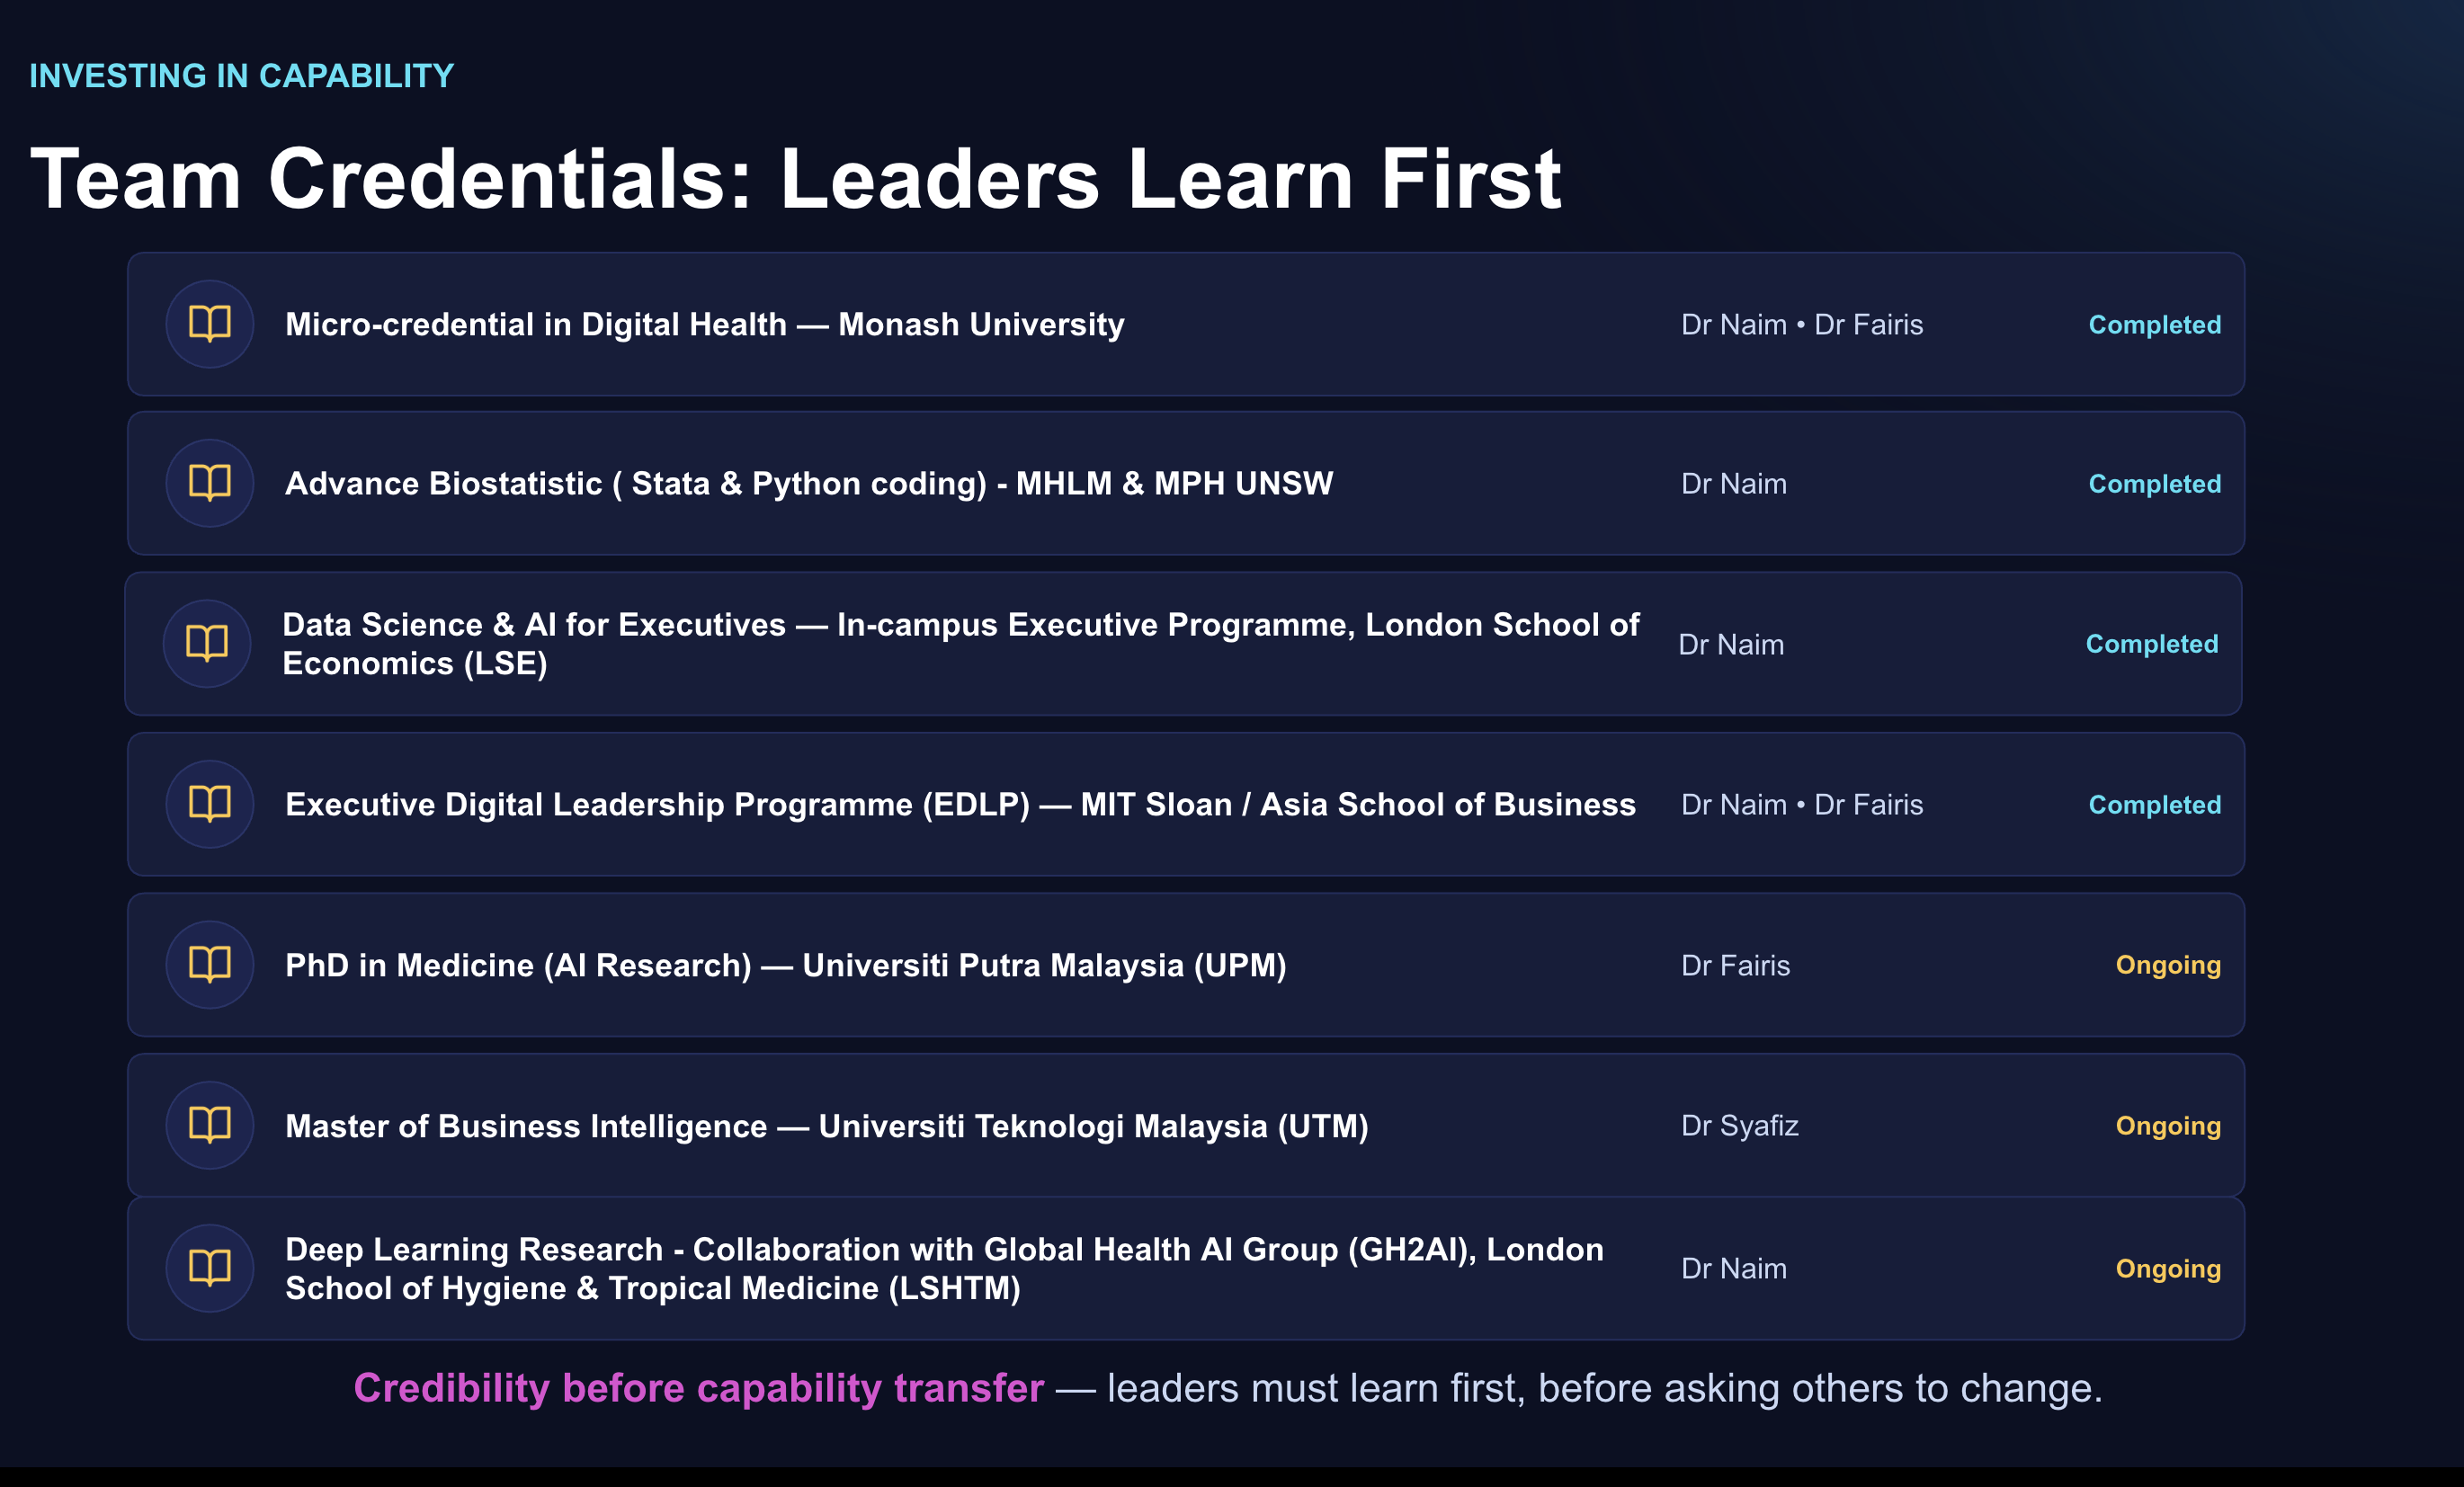 INVESTING IN CAPABILITY
Team Credentials: Leaders Learn First
Micro-credential in Digital Health — Monash University
Dr Naim • Dr Fairis
Completed
Advance Biostatistic ( Stata & Python coding) - MHLM & MPH UNSW
Dr Naim
Completed
Data Science & AI for Executives — In-campus Executive Programme, London School of
Economics (LSE)
Dr Naim
Completed
Executive Digital Leadership Programme (EDLP) — MIT Sloan / Asia School of Business
Dr Naim • Dr Fairis
Completed
PhD in Medicine (AI Research) — Universiti Putra Malaysia (UPM)
Dr Fairis
Ongoing
Master of Business Intelligence — Universiti Teknologi Malaysia (UTM)
Dr Syafiz
Ongoing
Deep Learning Research - Collaboration with Global Health AI Group (GH2AI), London
School of Hygiene & Tropical Medicine (LSHTM)
Dr Naim
Ongoing
Credibility before capability transfer — leaders must learn first, before asking others to change.